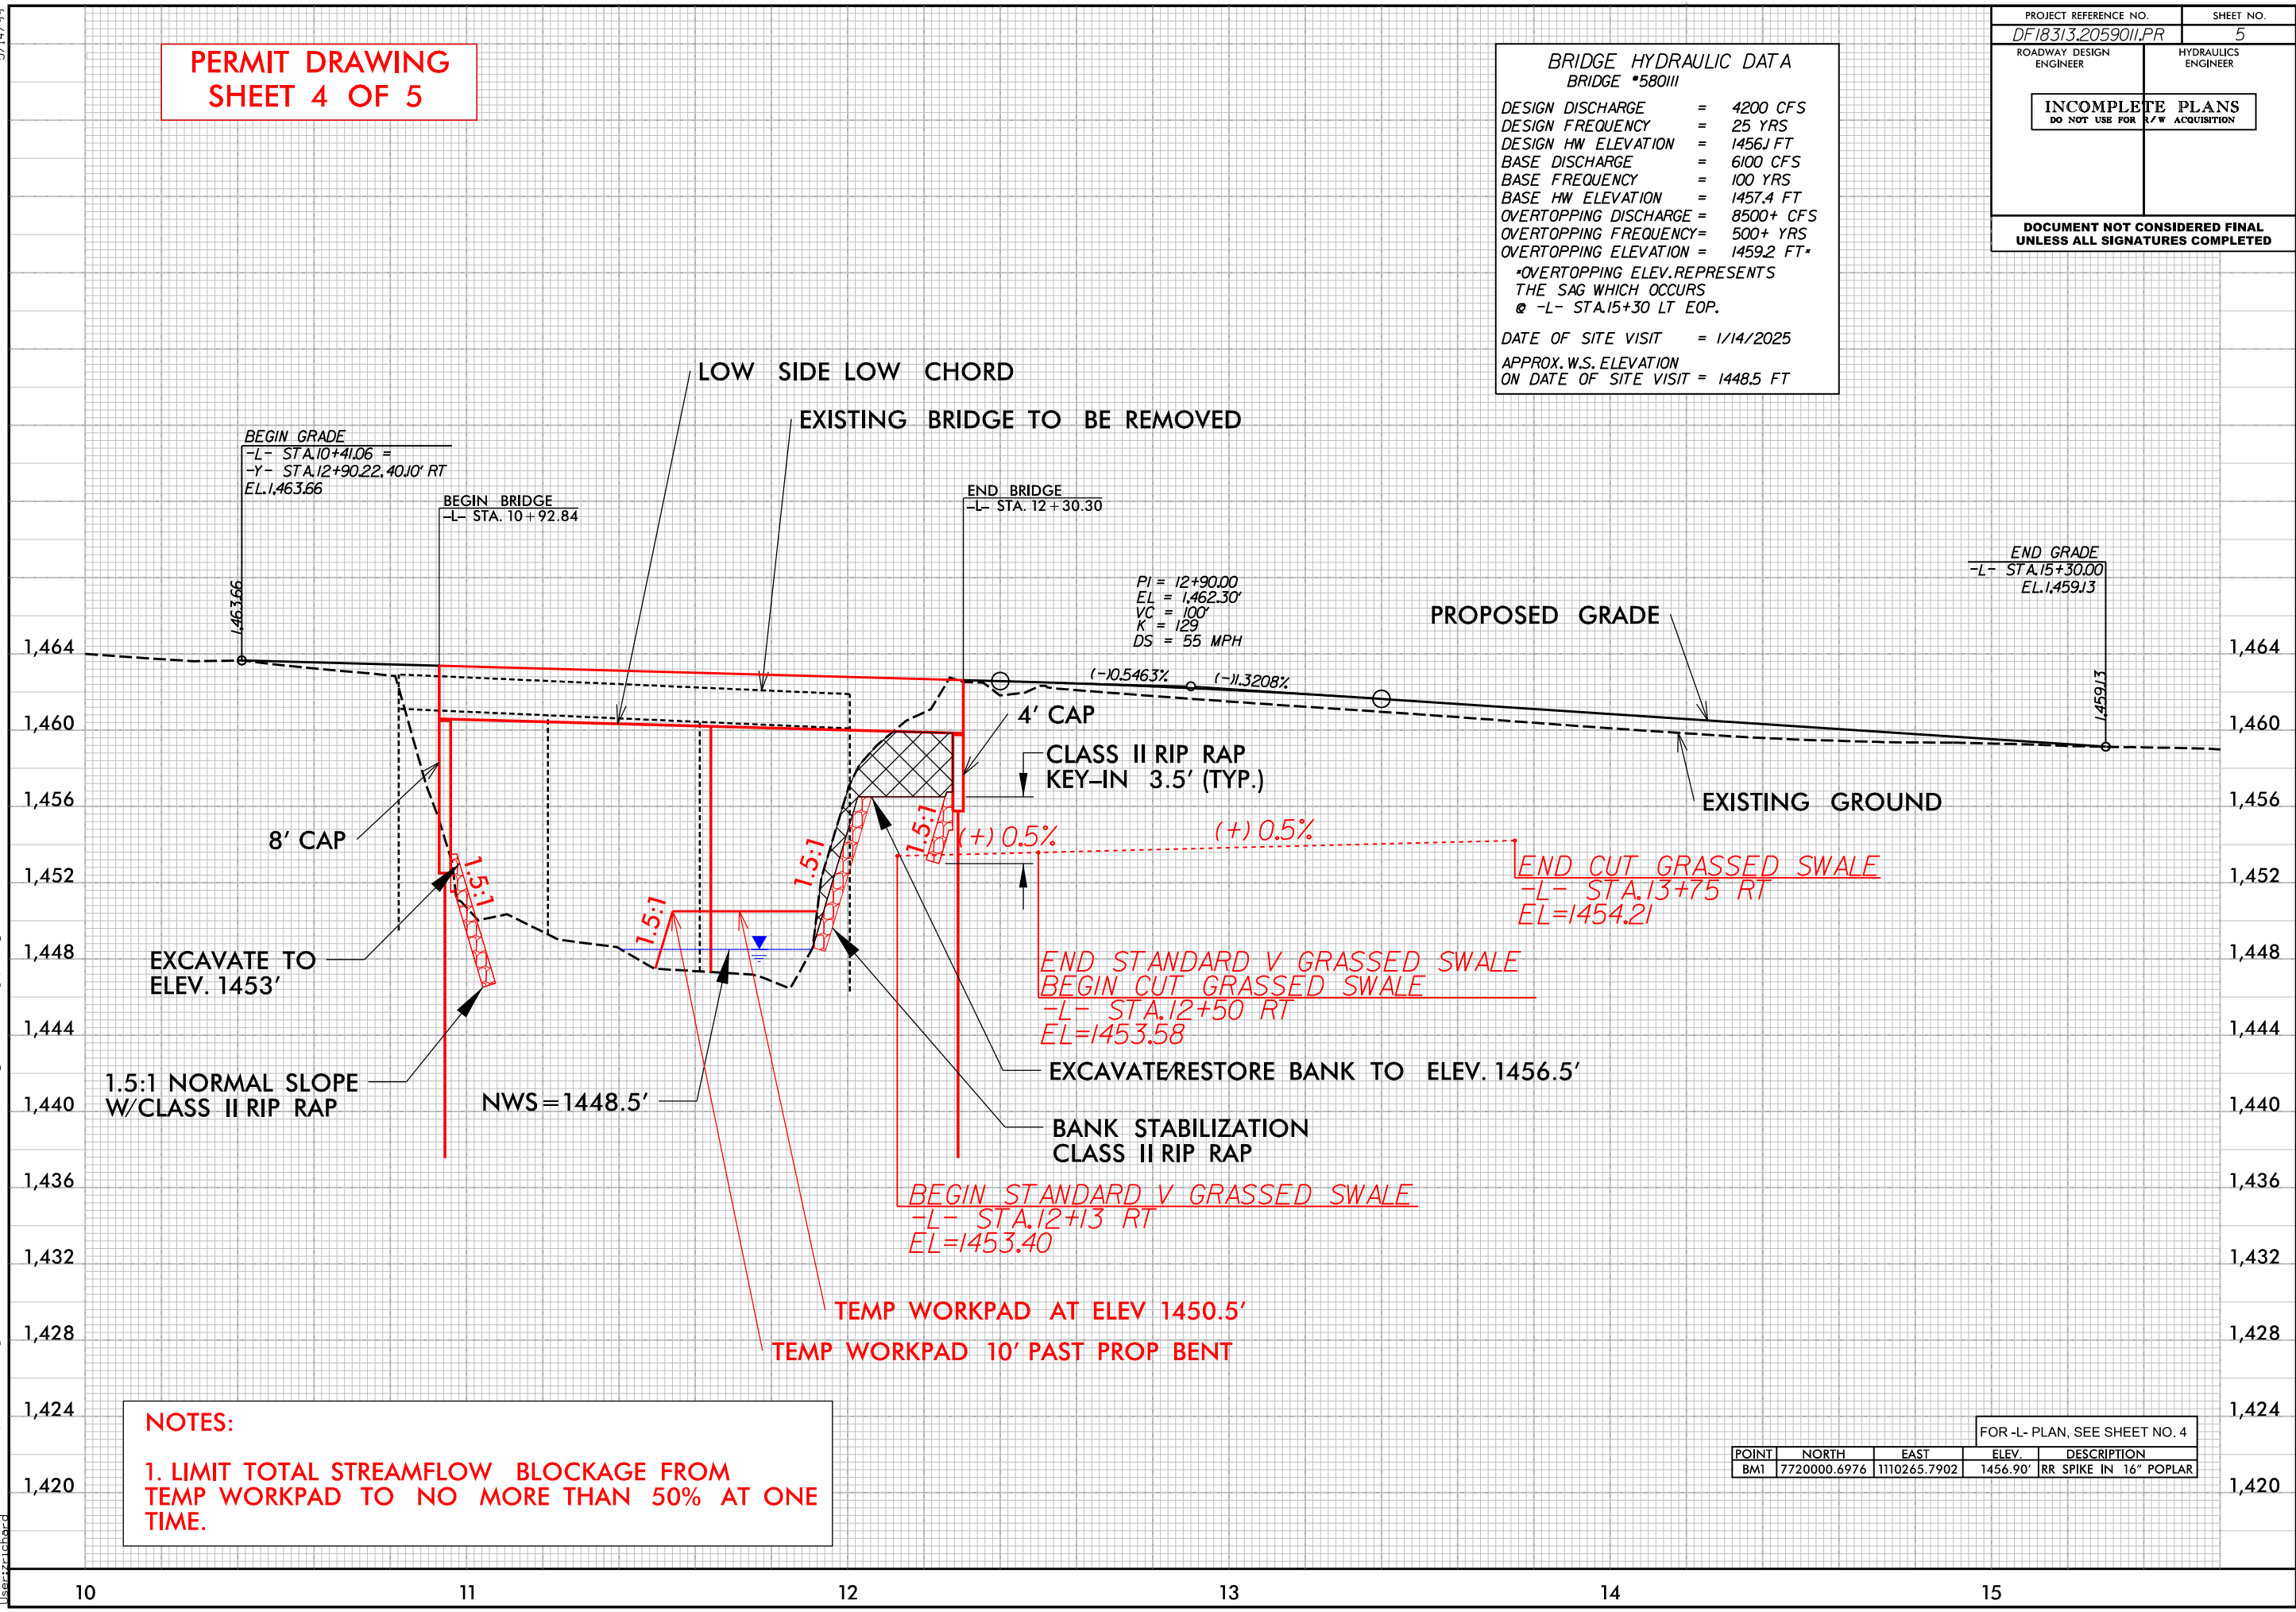 PERMIT DRAWING
SHEET 4 OF 5
PROJECT REFERENCE NO.
SHEET NO.
DF18313.2059011.PR
5
ROADWAY DESIGN
ENGINEER
HYDRAULICS
ENGINEER
INCOMPLETE PLANS
DO NOT USE FOR R/W ACQUISITION
DOCUMENT NOT CONSIDERED FINAL
UNLESS ALL SIGNATURES COMPLETED
BRIDGE HYDRAULIC DATA
BRIDGE #580111
DESIGN DISCHARGE = 4200 CFS
DESIGN FREQUENCY = 25 YRS
DESIGN HW ELEVATION = 1456.1 FT
BASE DISCHARGE = 6100 CFS
BASE FREQUENCY = 100 YRS
BASE HW ELEVATION = 1457.4 FT
OVERTOPPING DISCHARGE = 8500+ CFS
OVERTOPPING FREQUENCY= 500+ YRS
OVERTOPPING ELEVATION = 1459.2 FT*
*OVERTOPPING ELEV. REPRESENTS
THE SAG WHICH OCCURS
@ -L- STA.15+30 LT EOP.
DATE OF SITE VISIT = 1/14/2025
APPROX. W.S. ELEVATION
ON DATE OF SITE VISIT = 1448.5 FT
LOW SIDE LOW CHORD
EXISTING BRIDGE TO BE REMOVED
BEGIN GRADE
-L- STA.10+41.06 =
-Y- STA.12+90.22, 40.10' RT
EL.1,463.66
1,463.66
BEGIN BRIDGE
-L- STA. 10+92.84
END BRIDGE
-L- STA. 12+30.30
PI = 12+90.00
EL = 1,462.30'
VC = 100'
K = 129
DS = 55 MPH
(-)0.5463%
(-)1.3208%
PROPOSED GRADE
END GRADE
-L- STA.15+30.00
EL.1,459.13
1,459.13
EXISTING GROUND
4' CAP
CLASS II RIP RAP
KEY-IN 3.5' (TYP.)
8' CAP
1.5:1
1.5:1
1.5:1
1.5:1
(+) 0.5%
(+) 0.5%
END CUT GRASSED SWALE
-L- STA.13+75 RT
EL=1454.21
EXCAVATE TO
ELEV. 1453'
END STANDARD V GRASSED SWALE
BEGIN CUT GRASSED SWALE
-L- STA.12+50 RT
EL=1453.58
EXCAVATE/RESTORE BANK TO ELEV. 1456.5'
1.5:1 NORMAL SLOPE
W/CLASS II RIP RAP
NWS=1448.5'
BANK STABILIZATION
CLASS II RIP RAP
BEGIN STANDARD V GRASSED SWALE
-L- STA.12+13 RT
EL=1453.40
TEMP WORKPAD AT ELEV 1450.5'
TEMP WORKPAD 10' PAST PROP BENT
NOTES:
1. LIMIT TOTAL STREAMFLOW BLOCKAGE FROM
TEMP WORKPAD TO NO MORE THAN 50% AT ONE
TIME.
FOR -L- PLAN, SEE SHEET NO. 4
POINT NORTH EAST ELEV. DESCRIPTION
BM1 7720000.6976 1110265.7902 1456.90' RR SPIKE IN 16" POPLAR
1,464 1,464
1,460 1,460
1,456 1,456
1,452 1,452
1,448 1,448
1,444 1,444
1,440 1,440
1,436 1,436
1,432 1,432
1,428 1,428
1,424 1,424
1,420 1,420
10 11 12 13 14 15